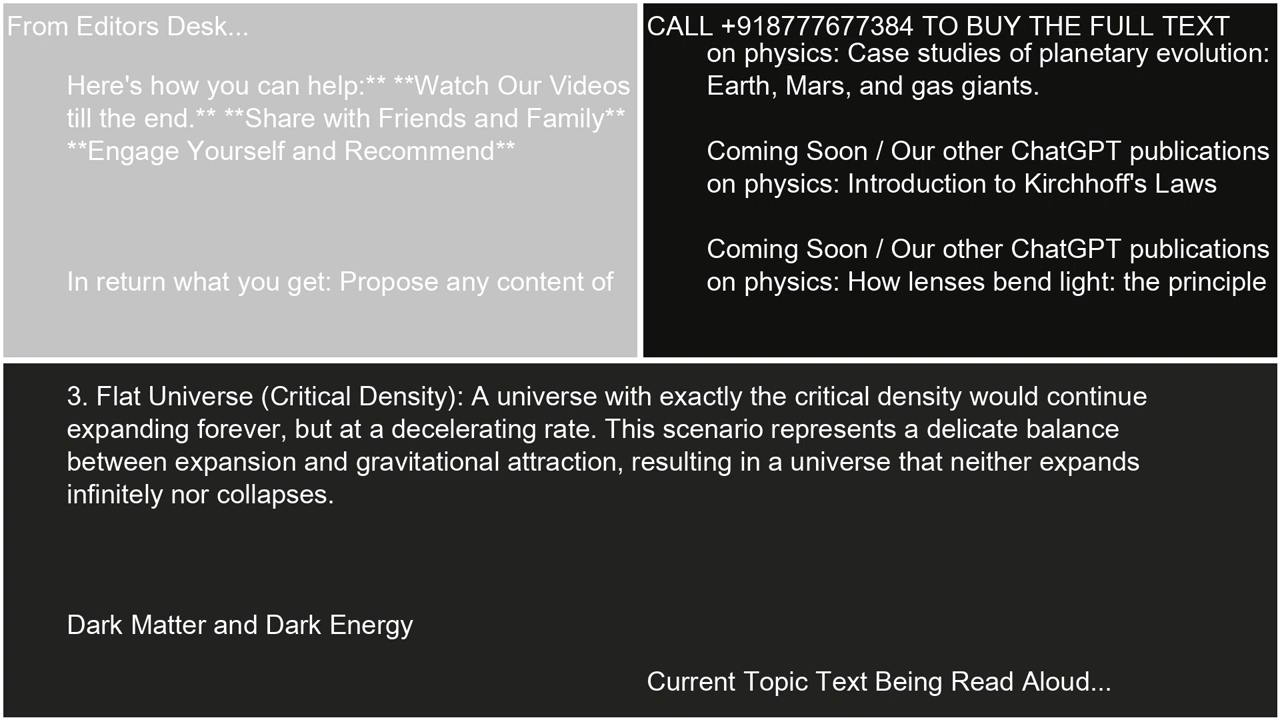 From Editors Desk...
Here's how you can help:** **Watch Our Videos
till the end.** **Share with Friends and Family**
**Engage Yourself and Recommend**
In return what you get: Propose any content of
CALL +918777677384 TO BUY THE FULL TEXT
on physics: Case studies of planetary evolution:
Earth, Mars, and gas giants.
Coming Soon / Our other ChatGPT publications
on physics: Introduction to Kirchhoff's Laws
Coming Soon / Our other ChatGPT publications
on physics: How lenses bend light: the principle
3. Flat Universe (Critical Density): A universe with exactly the critical density would continue
expanding forever, but at a decelerating rate. This scenario represents a delicate balance
between expansion and gravitational attraction, resulting in a universe that neither expands
infinitely nor collapses.
Dark Matter and Dark Energy
Current Topic Text Being Read Aloud...